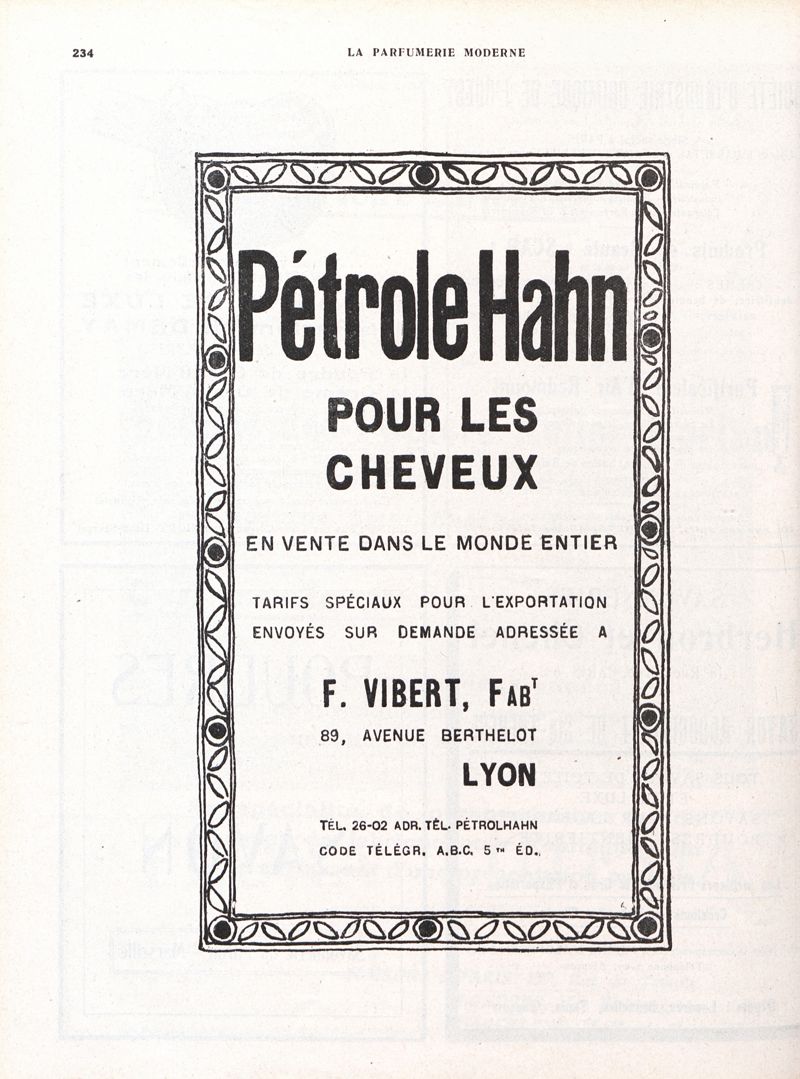 234
LA PARFUMERIE MODERNE
Pétrole Hahn
POUR LES
CHEVEUX
EN VENTE DANS LE MONDE ENTIER
TARIFS SPÉCIAUX POUR L'EXPORTATION
ENVOYÉS SUR DEMANDE ADRESSÉE A
F. VIBERT, FABᵀ
89, AVENUE BERTHELOT
LYON
TÉL. 26-02 ADR. TÉL. PÉTROLHAHN
CODE TÉLÉGR. A.B.C. 5ᵀᴴ ÉD.